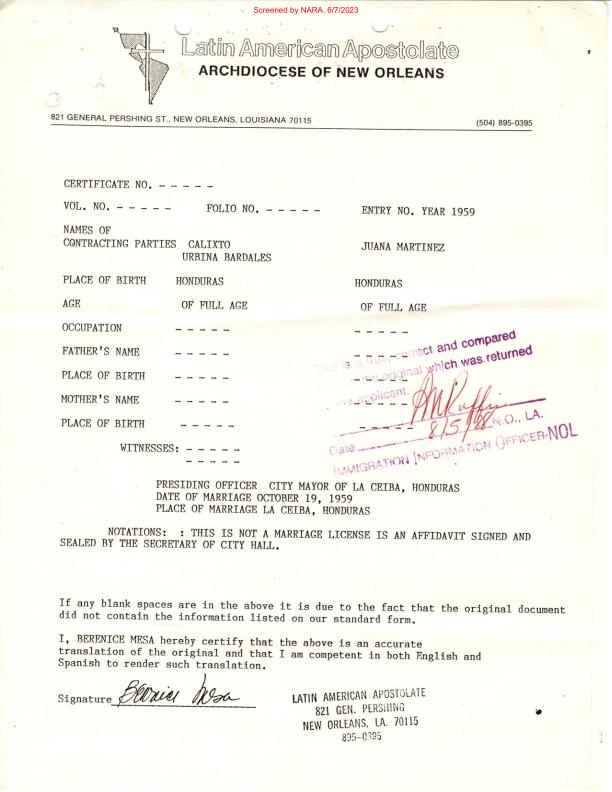 Screened by NARA, 6/7/2023
Latin American Apostolate
ARCHDIOCESE OF NEW ORLEANS
821 GENERAL PERSHING ST., NEW ORLEANS, LOUISIANA 70115 (504) 895-0395
CERTIFICATE NO. - - - - -
VOL. NO. - - - - - FOLIO NO. - - - - - ENTRY NO. YEAR 1959
NAMES OF
CONTRACTING PARTIES CALIXTO JUANA MARTINEZ
URBINA BARDALES
PLACE OF BIRTH HONDURAS HONDURAS
AGE OF FULL AGE OF FULL AGE
OCCUPATION - - - - - - - - - -
FATHER'S NAME - - - - - - - - - -
PLACE OF BIRTH - - - - - - - - - -
MOTHER'S NAME - - - - - - - - - -
PLACE OF BIRTH - - - - - - - - - -
WITNESSES: - - - - -
- - - - -
This is a correct and compared
the original which was returned
applicant.
Date 8/5/88 N.O., LA.
IMMIGRATION INFORMATION OFFICER-NOL
PRESIDING OFFICER CITY MAYOR OF LA CEIBA, HONDURAS
DATE OF MARRIAGE OCTOBER 19, 1959
PLACE OF MARRIAGE LA CEIBA, HONDURAS
NOTATIONS: : THIS IS NOT A MARRIAGE LICENSE IS AN AFFIDAVIT SIGNED AND
SEALED BY THE SECRETARY OF CITY HALL.
If any blank spaces are in the above it is due to the fact that the original document
did not contain the information listed on our standard form.
I, BERENICE MESA hereby certify that the above is an accurate
translation of the original and that I am competent in both English and
Spanish to render such translation.
Signature Berenice Mesa
LATIN AMERICAN APOSTOLATE
821 GEN. PERSHING
NEW ORLEANS, LA. 70115
895-0395